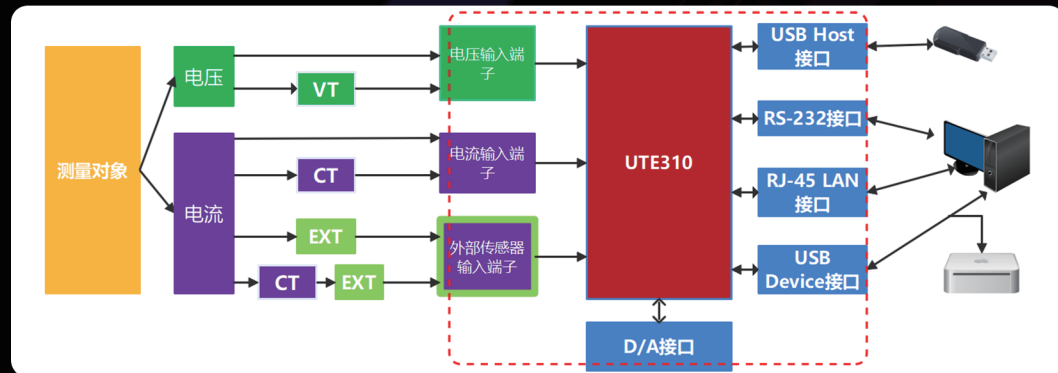 测量对象
电压
VT
电压输入端
子
电流
CT
电流输入端
子
EXT
CT
EXT
外部传感器
输入端子
UTE310
USB Host
接口
RS-232接口
RJ-45 LAN
接口
USB
Device接口
D/A接口